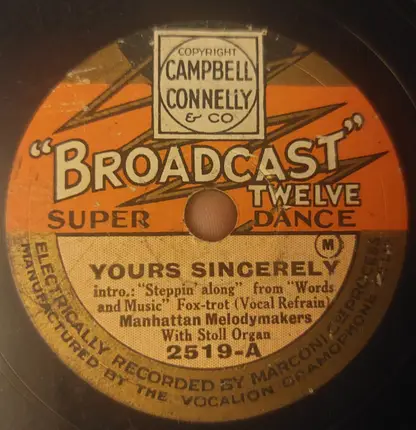 COPYRIGHT
CAMPBELL
CONNELLY
& CO
"BROADCAST"
TWELVE
SUPER DANCE
M
YOURS SINCERELY
intro.: "Steppin' along" from "Words
and Music" Fox-trot (Vocal Refrain)
Manhattan Melodymakers
With Stoll Organ
2519-A
ELECTRICALLY RECORDED BY MARCONI
MANUFACTURED BY THE VOCALION GRAMOPHONE